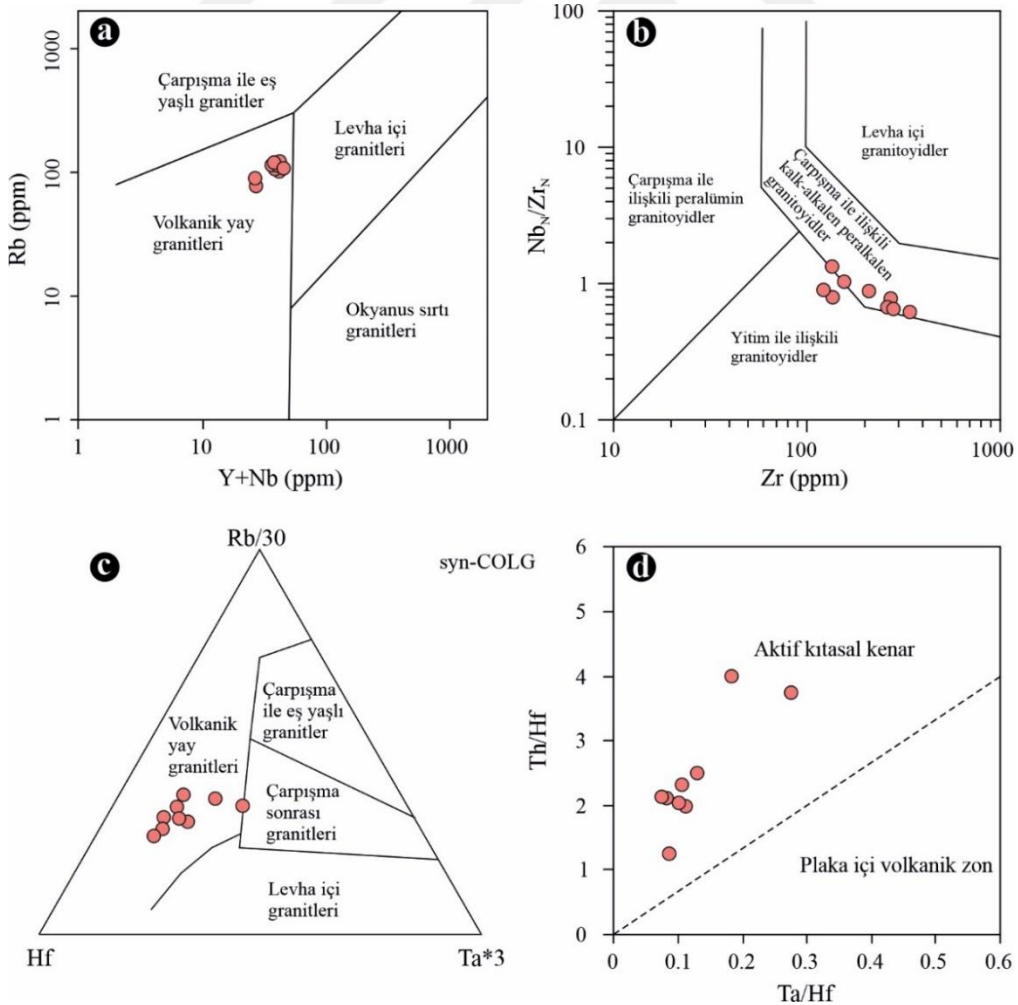 a
1000
100
10
1
Rb (ppm)
Çarpışma ile eş
yaşlı granitler
Levha içi
granitleri
Volkanik yay
granitleri
Okyanus sırtı
granitleri
1
10
100
1000
Y+Nb (ppm)
b
100
10
1
0.1
Nb_N/Zr_N
Levha içi
granitoyidler
Çarpışma ile
ilişkili peralümin
granitoyidler
Çarpışma ile ilişkili
kalk-alkalen peralkalen
granitoyidler
Yitim ile ilişkili
granitoyidler
10
100
1000
Zr (ppm)
c
Rb/30
syn-COLG
Volkanik
yay
granitleri
Çarpışma
ile eş yaşlı
granitler
Çarpışma
sonrası
granitleri
Levha içi
granitleri
Hf
Ta*3
d
6
5
4
3
2
1
0
Th/Hf
Aktif kıtasal kenar
Plaka içi volkanik zon
0
0.1
0.2
0.3
0.4
0.5
0.6
Ta/Hf